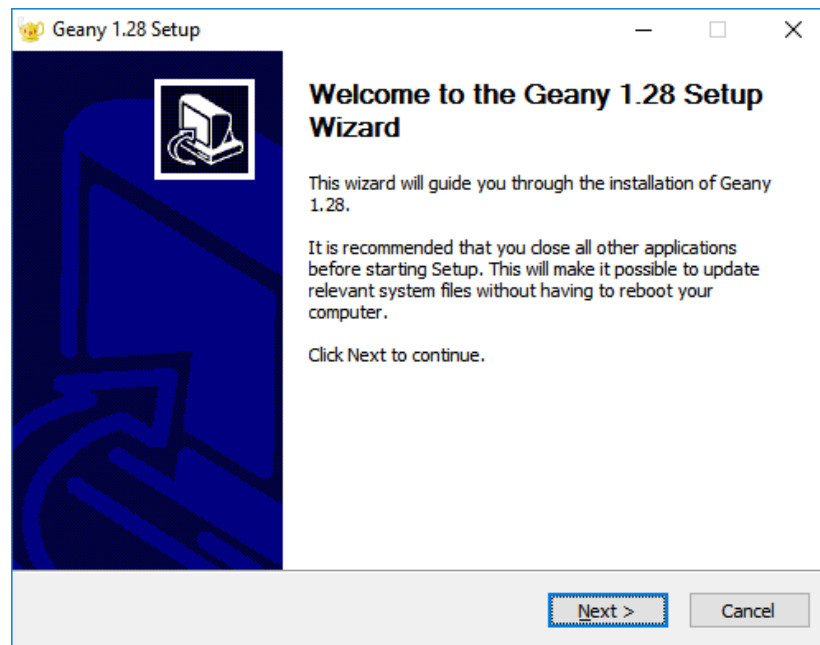 Geany 1.28 Setup
Welcome to the Geany 1.28 Setup
Wizard
This wizard will guide you through the installation of Geany
1.28.
It is recommended that you close all other applications
before starting Setup. This will make it possible to update
relevant system files without having to reboot your
computer.
Click Next to continue.
Next >
Cancel